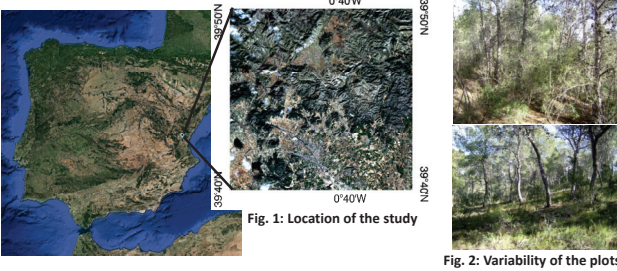 0°40'W
39°50'N
39°50'N
39°40'N
39°40'N
0°40'W
Fig. 1: Location of the study
Fig. 2: Variability of the plots